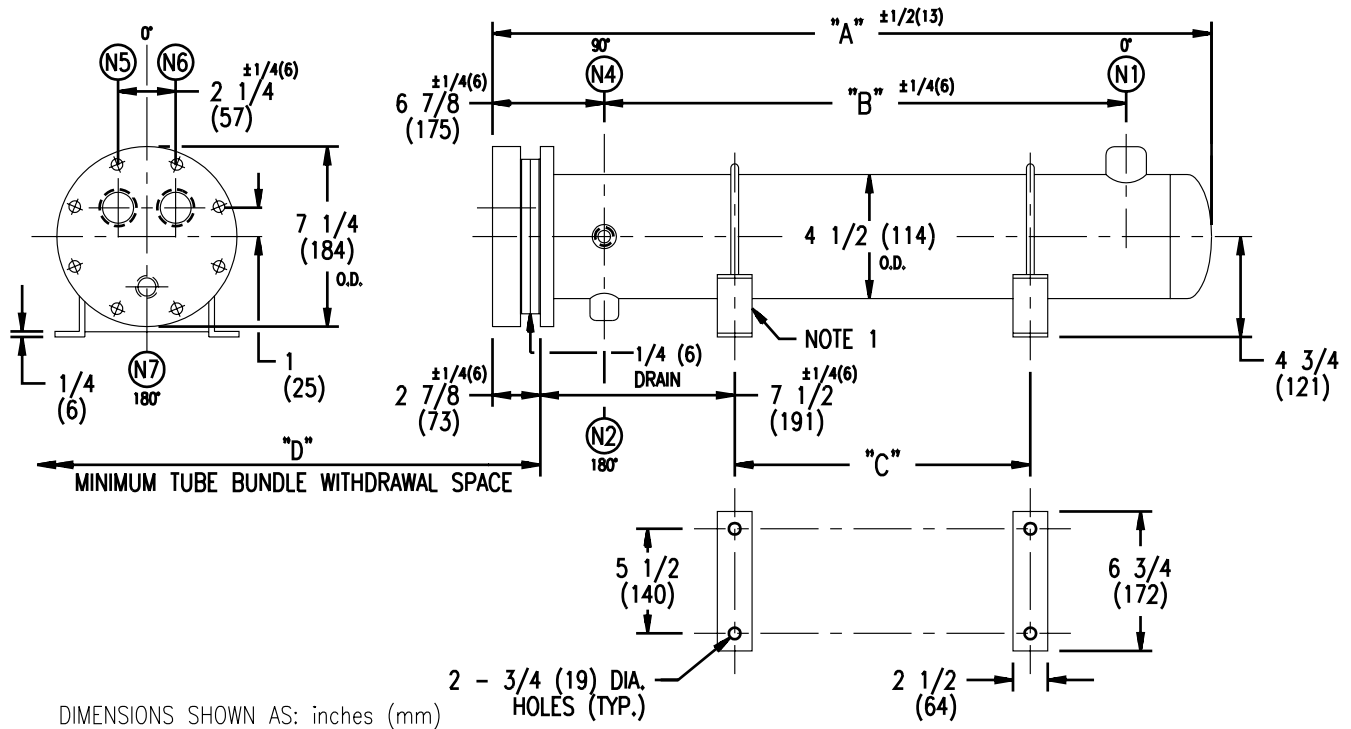 "A" ±1/2(13)
0°
N5 N6
±1/4(6)
2 1/4
(57)
±1/4(6)
6 7/8
(175)
90°
N4
"B" ±1/4(6)
0°
N1
7 1/4
(184)
O.D.
4 1/2 (114)
O.D.
NOTE 1
1/4 (6)
DRAIN
1/4
(6)
N7
180°
1
(25)
±1/4(6)
2 7/8
(73)
±1/4(6)
7 1/2
(191)
4 3/4
(121)
N2
180°
"D"
MINIMUM TUBE BUNDLE WITHDRAWAL SPACE
"C"
5 1/2
(140)
6 3/4
(172)
2 - 3/4 (19) DIA.
HOLES (TYP.)
2 1/2
(64)
DIMENSIONS SHOWN AS: inches (mm)